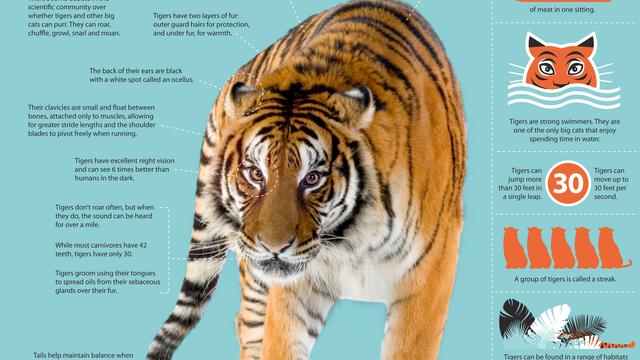 scientific community over
whether tigers and other big
cats can purr. They can roar,
chuffle, growl, snarl and moan.
Tigers have two layers of fur:
outer guard hairs for protection,
and under fur, for warmth.
The back of their ears are black
with a white spot called an ocellus.
Their clavicles are small and float between
bones, attached only to muscles, allowing
for greater stride lengths and the shoulder
blades to pivot freely when running.
Tigers have excellent night vision
and can see 6 times better than
humans in the dark.
Tigers don't roar often, but when
they do, the sound can be heard
for over a mile.
While most carnivores have 42
teeth, tigers have only 30.
Tigers groom using their tongues
to spread oils from their sebaceous
glands over their fur.
Tails help maintain balance when
of meat in one sitting.
Tigers are strong swimmers. They are
one of the only big cats that enjoy
spending time in water.
Tigers can
jump more
than 30 feet in
a single leap.
30
Tigers can
move up to
30 feet per
second.
A group of tigers is called a streak.
Tigers can be found in a range of habitats